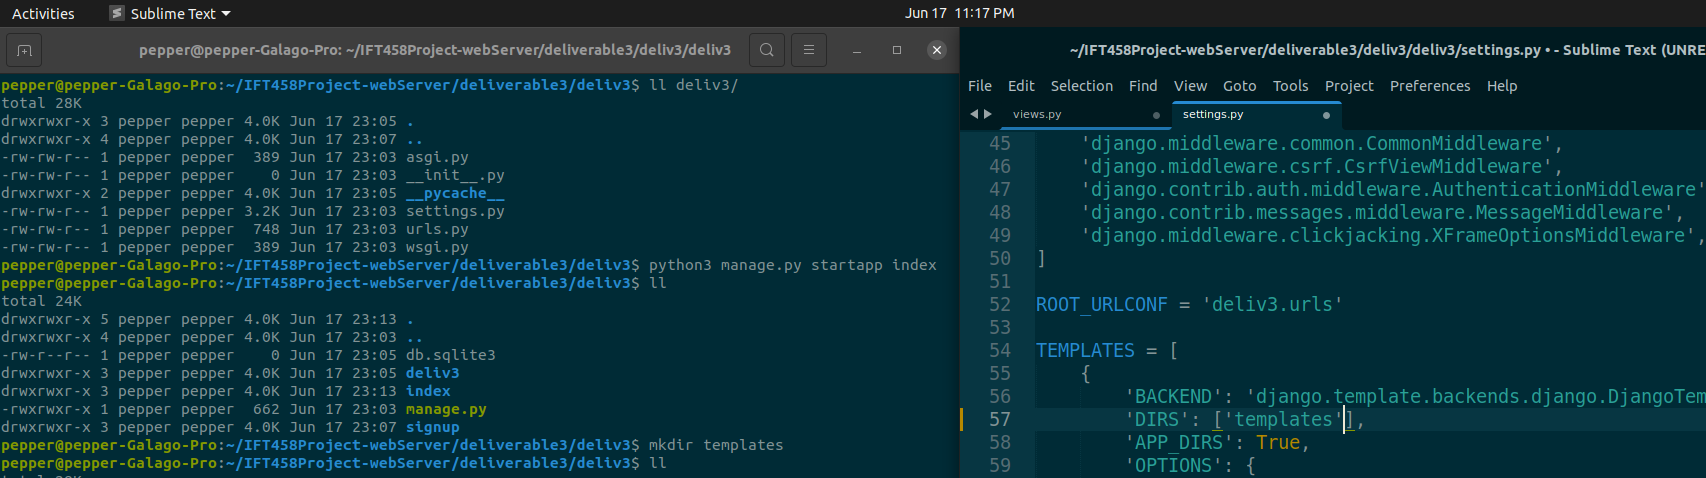 Activities
Sublime Text
Jun 17 11:17 PM
pepper@pepper-Galago-Pro: ~/IFT458Project-webServer/deliverable3/deliv3/deliv3
pepper@pepper-Galago-Pro:~/IFT458Project-webServer/deliverable3/deliv3$ ll deliv3/
total 28K
drwxrwxr-x 3 pepper pepper 4.0K Jun 17 23:05 .
drwxrwxr-x 4 pepper pepper 4.0K Jun 17 23:07 ..
-rw-rw-r-- 1 pepper pepper  389 Jun 17 23:03 asgi.py
-rw-rw-r-- 1 pepper pepper    0 Jun 17 23:03 __init__.py
drwxrwxr-x 2 pepper pepper 4.0K Jun 17 23:05 __pycache__
-rw-rw-r-- 1 pepper pepper 3.2K Jun 17 23:03 settings.py
-rw-rw-r-- 1 pepper pepper  748 Jun 17 23:03 urls.py
-rw-rw-r-- 1 pepper pepper  389 Jun 17 23:03 wsgi.py
pepper@pepper-Galago-Pro:~/IFT458Project-webServer/deliverable3/deliv3$ python3 manage.py startapp index
pepper@pepper-Galago-Pro:~/IFT458Project-webServer/deliverable3/deliv3$ ll
total 24K
drwxrwxr-x 5 pepper pepper 4.0K Jun 17 23:13 .
drwxrwxr-x 4 pepper pepper 4.0K Jun 17 23:03 ..
-rw-r--r-- 1 pepper pepper    0 Jun 17 23:05 db.sqlite3
drwxrwxr-x 3 pepper pepper 4.0K Jun 17 23:05 deliv3
drwxrwxr-x 3 pepper pepper 4.0K Jun 17 23:13 index
-rwxrwxr-x 1 pepper pepper  662 Jun 17 23:03 manage.py
drwxrwxr-x 3 pepper pepper 4.0K Jun 17 23:07 signup
pepper@pepper-Galago-Pro:~/IFT458Project-webServer/deliverable3/deliv3$ mkdir templates
pepper@pepper-Galago-Pro:~/IFT458Project-webServer/deliverable3/deliv3$ ll
~/IFT458Project-webServer/deliverable3/deliv3/deliv3/settings.py • - Sublime Text (UNRE
File Edit Selection Find View Goto Tools Project Preferences Help
views.py
settings.py
45 'django.middleware.common.CommonMiddleware',
46 'django.middleware.csrf.CsrfViewMiddleware',
47 'django.contrib.auth.middleware.AuthenticationMiddleware'
48 'django.contrib.messages.middleware.MessageMiddleware',
49 'django.middleware.clickjacking.XFrameOptionsMiddleware',
50 ]
51
52 ROOT_URLCONF = 'deliv3.urls'
53
54 TEMPLATES = [
55 {
56 'BACKEND': 'django.template.backends.django.DjangoTem
57 'DIRS': ['templates'],
58 'APP_DIRS': True,
59 'OPTIONS': {